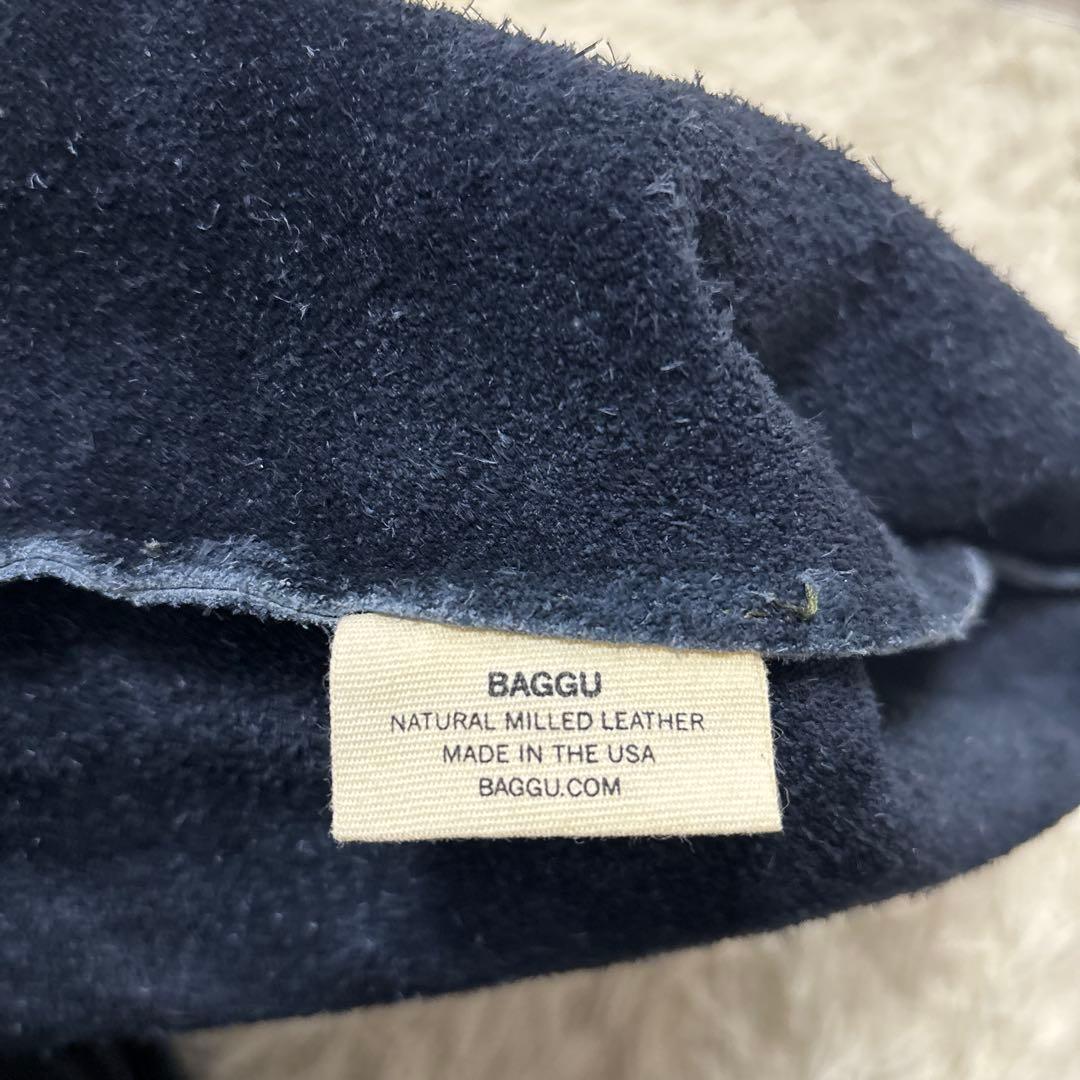 BAGGU
NATURAL MILLED LEATHER
MADE IN THE USA
BAGGU.COM